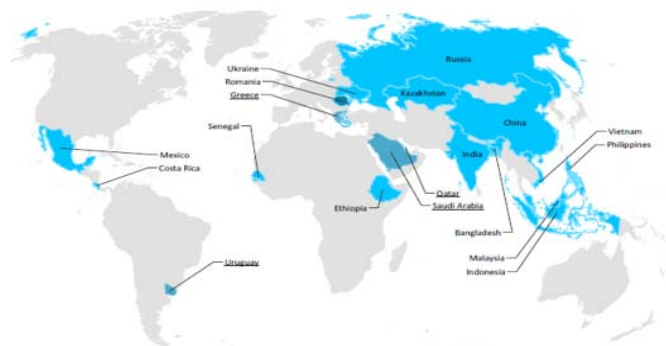 Russia
Ukraine
Romania
Greece
Kazakhstan
China
Senegal
Vietnam
Philippines
Mexico
Costa Rica
India
Qatar
Saudi Arabia
Ethiopia
Bangladesh
Malaysia
Indonesia
Uruguay